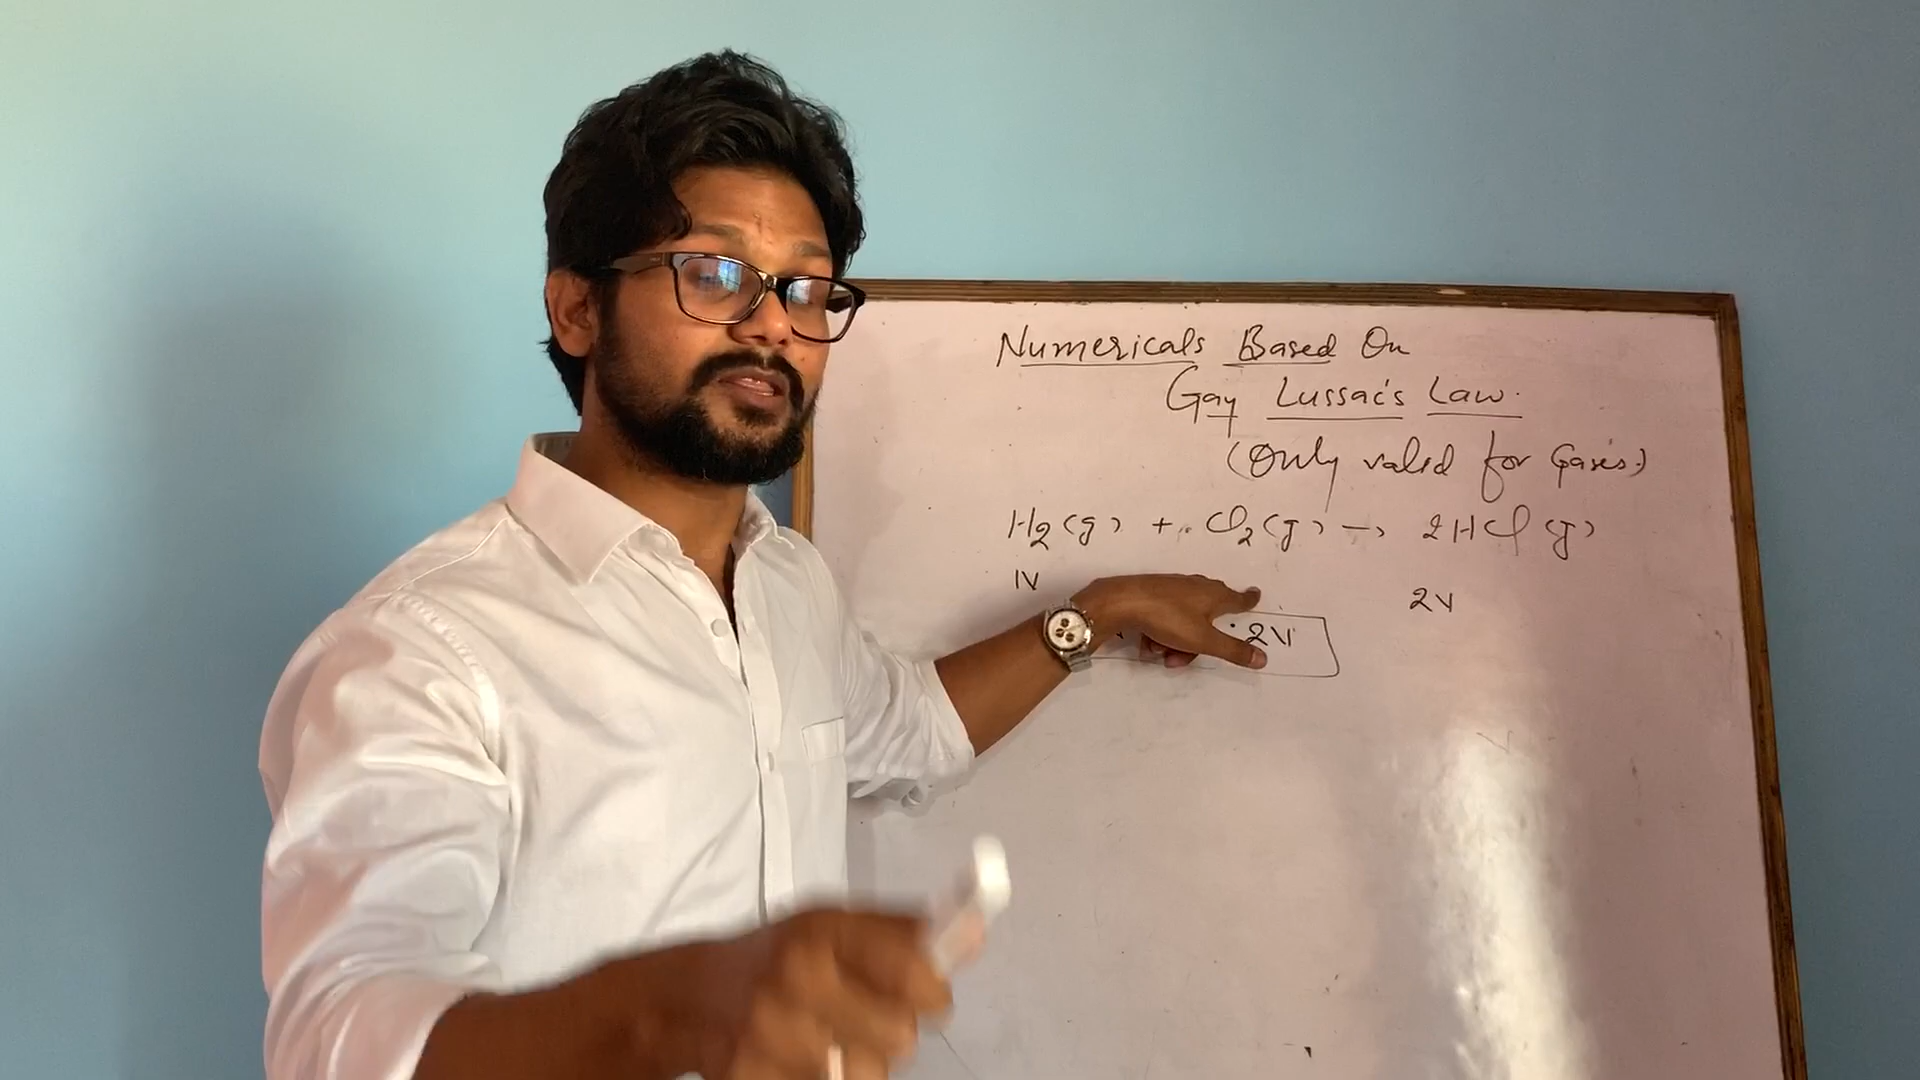 Numericals Based On
Gay Lussac's Law.
(Only valid for Gases)
H2(g) + Cl2(g) → 2HCl(g)
1V 2V
2V